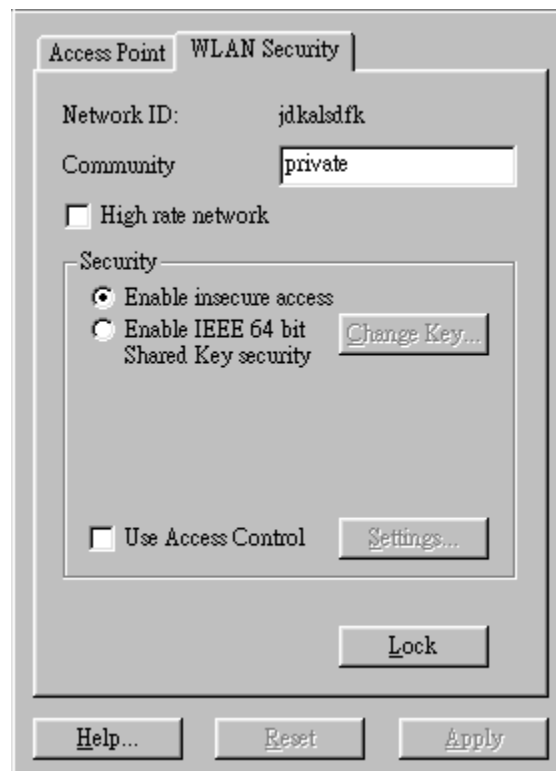 Access Point
WLAN Security
Network ID: jdkalsdfk
Community private
High rate network
Security
Enable insecure access
Enable IEEE 64 bit
Shared Key security
Change Key...
Use Access Control
Settings...
Lock
Help...
Reset
Apply